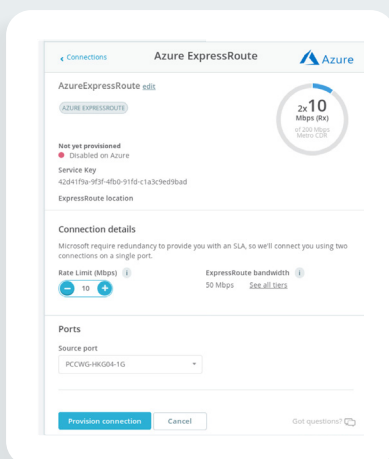 Connections
Azure ExpressRoute
Azure
AzureExpressRoute edit
AZURE EXPRESSROUTE
2x10
Mbps (Rx)
of 200 Mbps
Metro CDR
Not yet provisioned
Disabled on Azure
Service Key
42d41f9a-9f3f-4fb0-91fd-c1a3c9ed9bad
ExpressRoute location
Connection details
Microsoft require redundancy to provide you with an SLA, so we'll connect you using two
connections on a single port.
Rate Limit (Mbps) i
ExpressRoute bandwidth i
10
50 Mbps See all tiers
Ports
Source port
PCCWG-HKG04-1G
Provision connection
Cancel
Got questions?